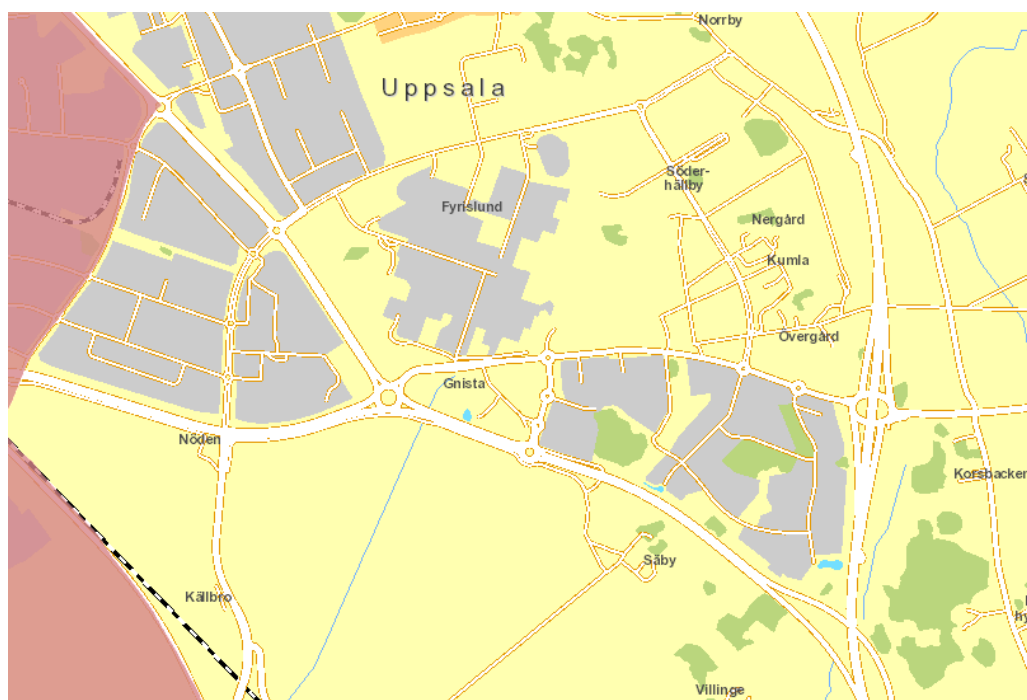 Norrby
Uppsala
Söder-
hällby
Fyrislund
Nergård
Kumla
Övergård
Gnista
Nöden
Korsbacken
Säby
Källbro
Villinge